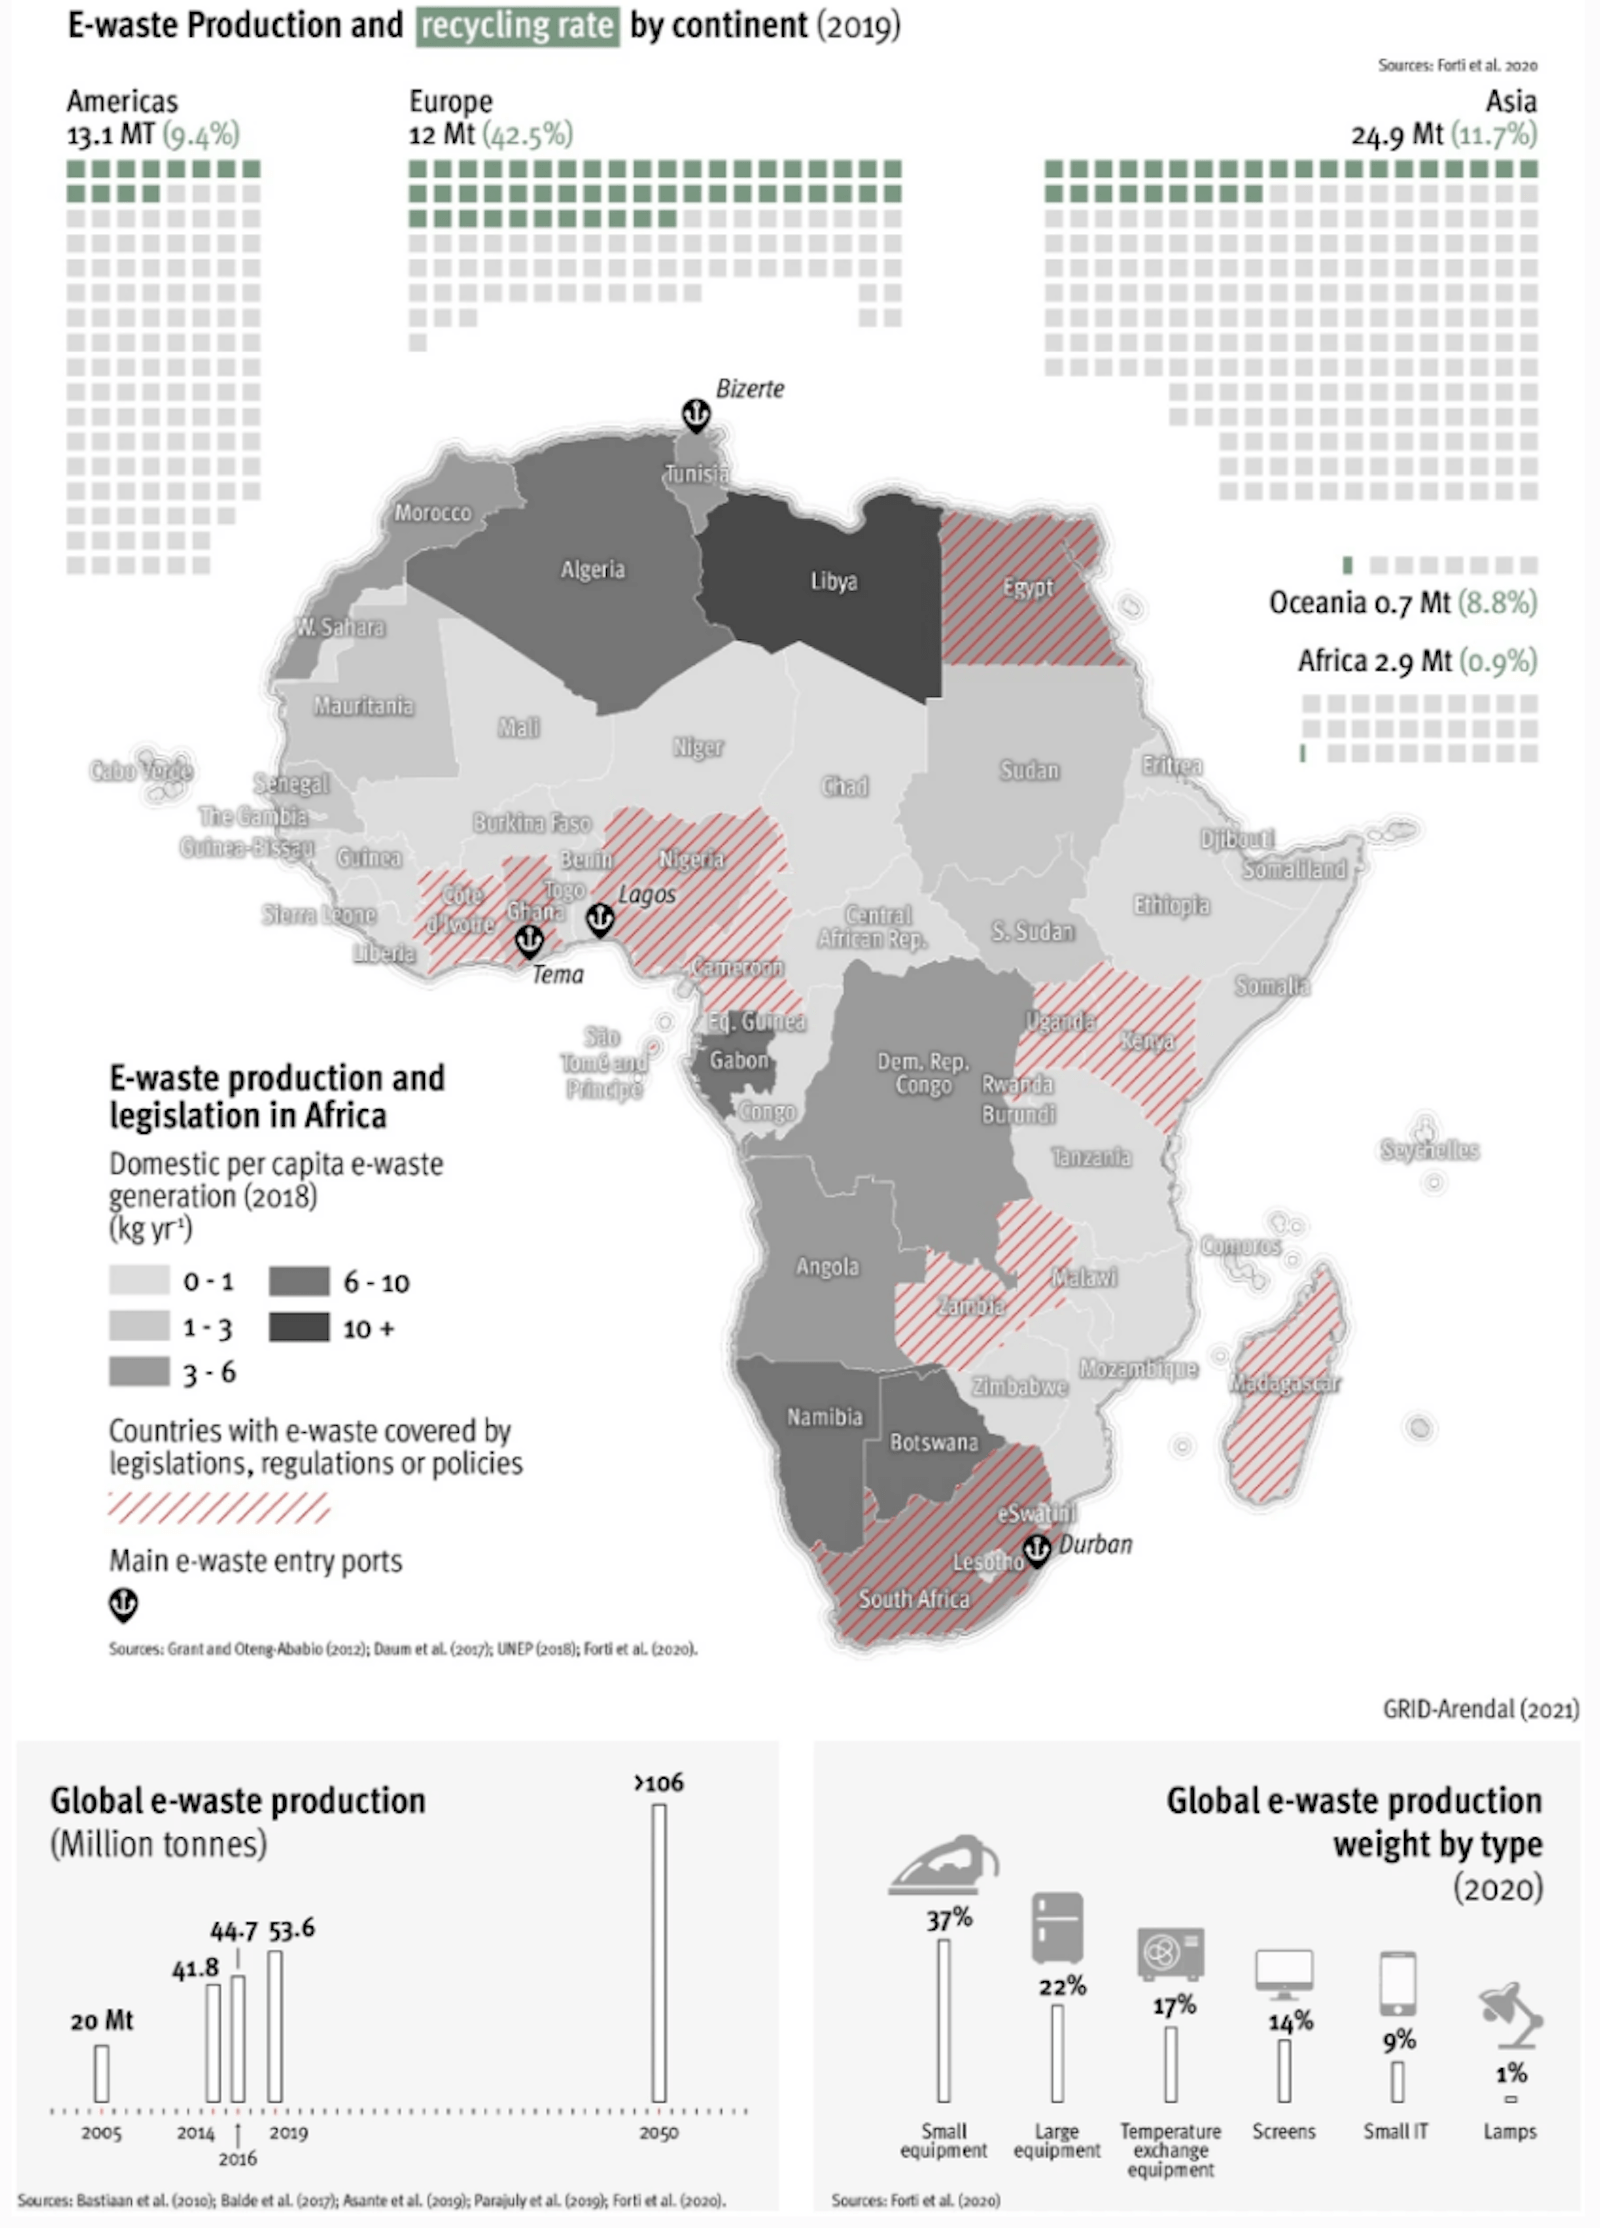 E-waste Production and recycling rate by continent (2019)
Sources: Forti et al. 2020
Americas
13.1 MT (9.4%)
Europe
12 Mt (42.5%)
Asia
24.9 Mt (11.7%)
Oceania 0.7 Mt (8.8%)
Africa 2.9 Mt (0.9%)
Bizerte
Tunisia
Morocco
Algeria
Libya
Egypt
W. Sahara
Mauritania
Mali
Niger
Chad
Sudan
Eritrea
Cabo Verde
Senegal
The Gambia
Guinea-Bissau
Guinea
Burkina Faso
Benin
Nigeria
Djibouti
Somaliland
Sierra Leone
Côte
d'Ivoire
Togo
Ghana
Lagos
Central
African Rep.
S. Sudan
Ethiopia
Liberia
Tema
Cameroon
Somalia
Eq. Guinea
Uganda
Kenya
São
Tomé and
Principe
Gabon
Congo
Dem. Rep.
Congo
Rwanda
Burundi
Tanzania
Seychelles
Comoros
Angola
Malawi
Zambia
Mozambique
Zimbabwe
Madagascar
Namibia
Botswana
eSwatini
Lesotho
Durban
South Africa
E-waste production and
legislation in Africa
Domestic per capita e-waste
generation (2018)
(kg yr⁻¹)
0 - 1
6 - 10
1 - 3
10 +
3 - 6
Countries with e-waste covered by
legislations, regulations or policies
Main e-waste entry ports
Sources: Grant and Oteng-Ababio (2012); Daum et al. (2017); UNEP (2018); Forti et al. (2020).
GRID-Arendal (2021)
Global e-waste production
(Million tonnes)
20 Mt
41.8
44.7
53.6
>106
2005
2014
2016
2019
2050
Sources: Bastiaan et al. (2010); Balde et al. (2017); Asante et al. (2019); Parajuly et al. (2019); Forti et al. (2020).
Global e-waste production
weight by type
(2020)
37%
22%
17%
14%
9%
1%
Small
equipment
Large
equipment
Temperature
exchange
equipment
Screens
Small IT
Lamps
Sources: Forti et al. (2020)